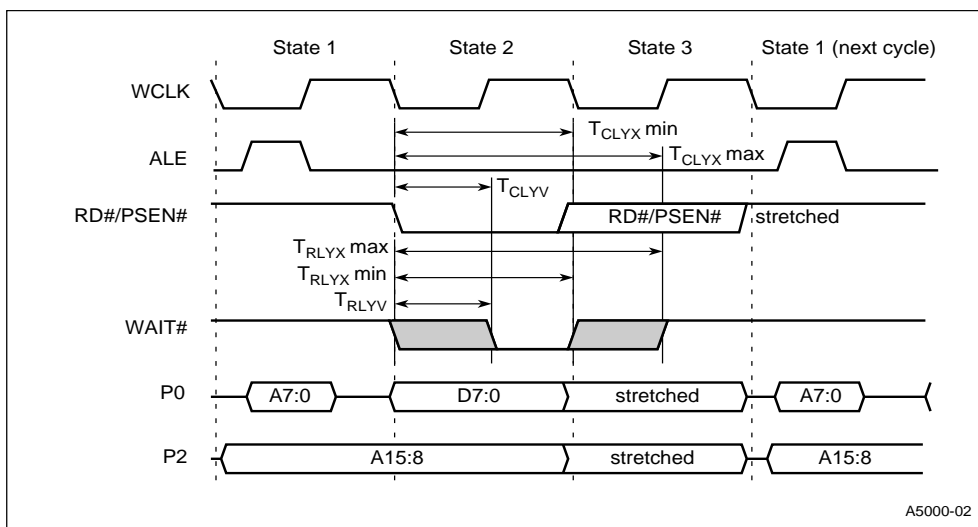 State 1 State 2 State 3 State 1 (next cycle)
WCLK
T_CLYX min
ALE
T_CLYX max
T_CLYV
RD#/PSEN# RD#/PSEN# stretched
T_RLYX max
T_RLYX min
T_RLYV
WAIT#
P0 A7:0 D7:0 stretched A7:0
P2 A15:8 stretched A15:8
A5000-02